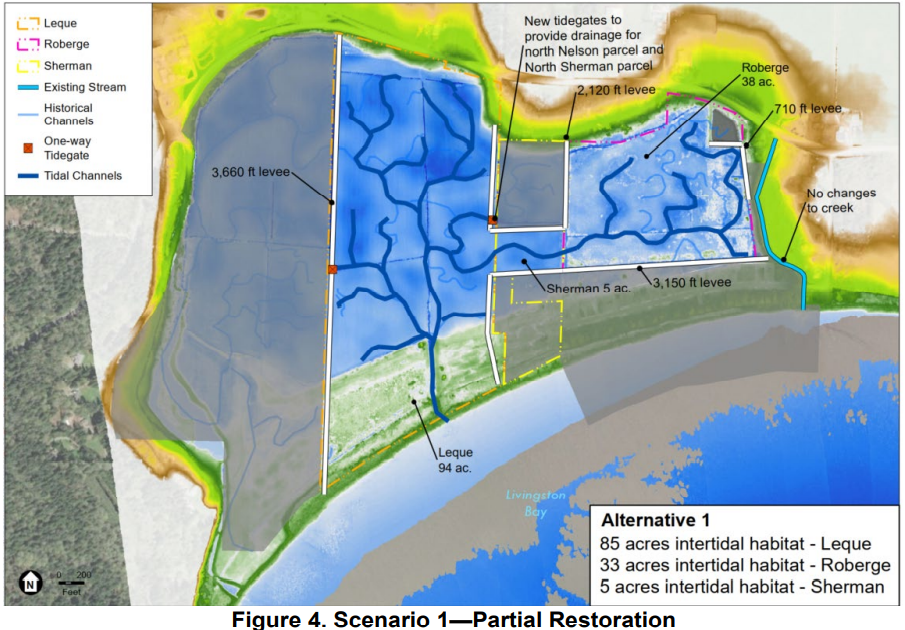 Leque
Roberge
Sherman
Existing Stream
Historical
Channels
One-way
Tidegate
Tidal Channels
New tidegates to
provide drainage for
north Nelson parcel and
North Sherman parcel
2,120 ft levee
Roberge
38 ac.
710 ft levee
3,660 ft levee
No changes
to creek
Sherman 5 ac.
3,150 ft levee
Leque
94 ac.
Livingston
Bay
N
0 200
Feet
Alternative 1
85 acres intertidal habitat - Leque
33 acres intertidal habitat - Roberge
5 acres intertidal habitat - Sherman
Figure 4. Scenario 1—Partial Restoration